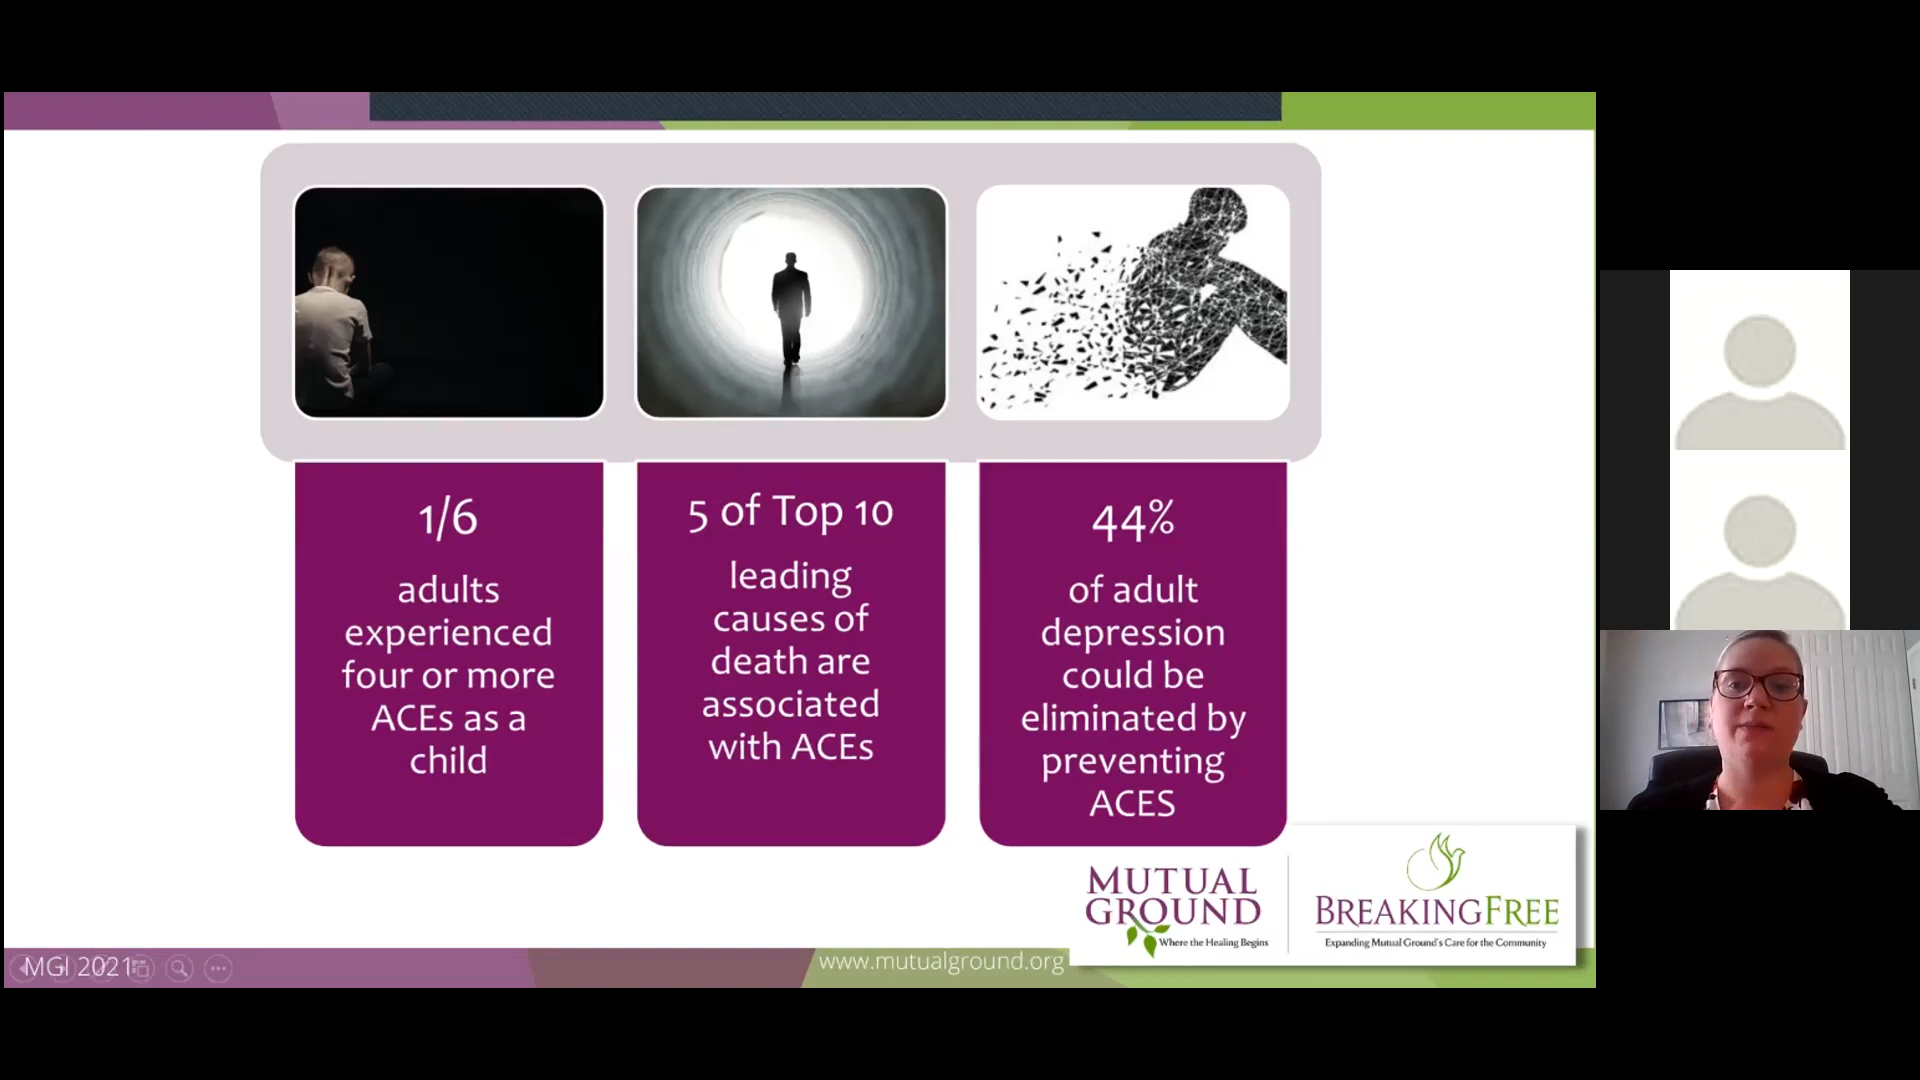 1/6
adults
experienced
four or more
ACEs as a
child
5 of Top 10
leading
causes of
death are
associated
with ACEs
44%
of adult
depression
could be
eliminated by
preventing
ACES
MUTUAL
GROUND
Where the Healing Begins
BREAKINGFREE
Expanding Mutual Ground's Care for the Community
MGI 2021
www.mutualground.org